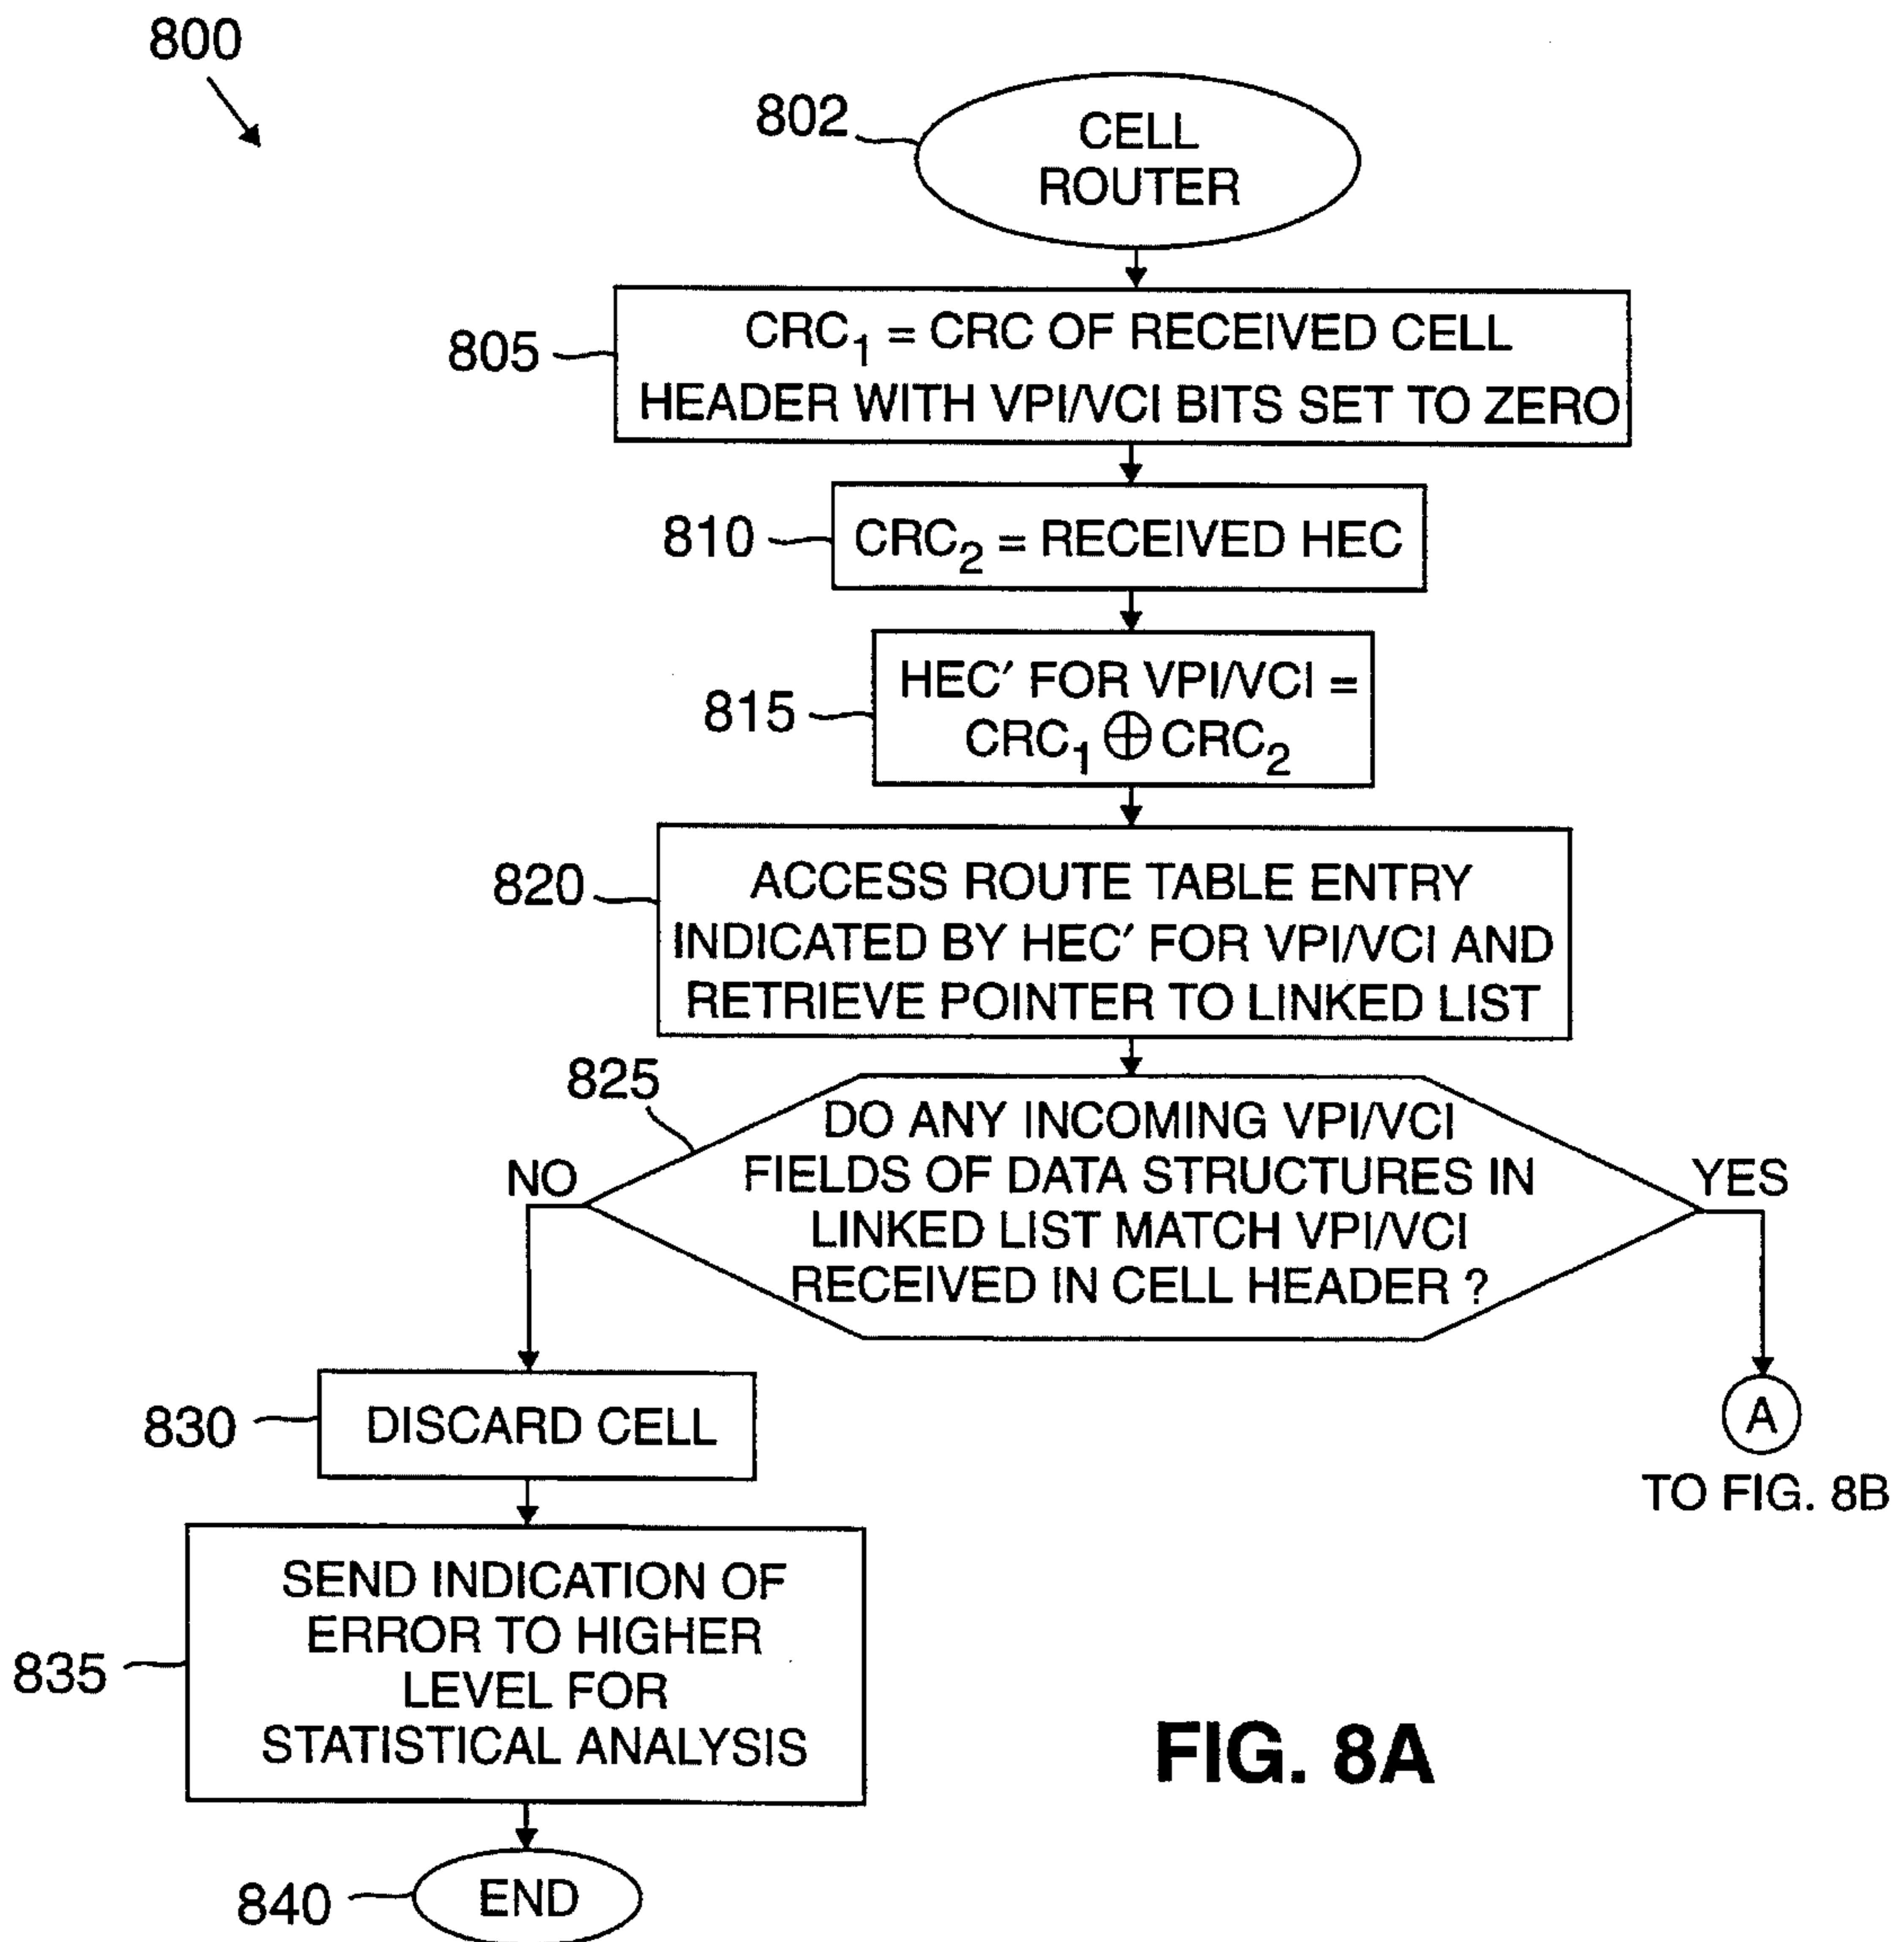 800
802
CELL
ROUTER
805
CRC1 = CRC OF RECEIVED CELL
HEADER WITH VPI/VCI BITS SET TO ZERO
810
CRC2 = RECEIVED HEC
815
HEC′ FOR VPI/VCI =
CRC1 ⊕ CRC2
820
ACCESS ROUTE TABLE ENTRY
INDICATED BY HEC′ FOR VPI/VCI AND
RETRIEVE POINTER TO LINKED LIST
825
DO ANY INCOMING VPI/VCI
FIELDS OF DATA STRUCTURES IN
LINKED LIST MATCH VPI/VCI
RECEIVED IN CELL HEADER ?
NO
YES
830
DISCARD CELL
A
TO FIG. 8B
835
SEND INDICATION OF
ERROR TO HIGHER
LEVEL FOR
STATISTICAL ANALYSIS
840
END
FIG. 8A